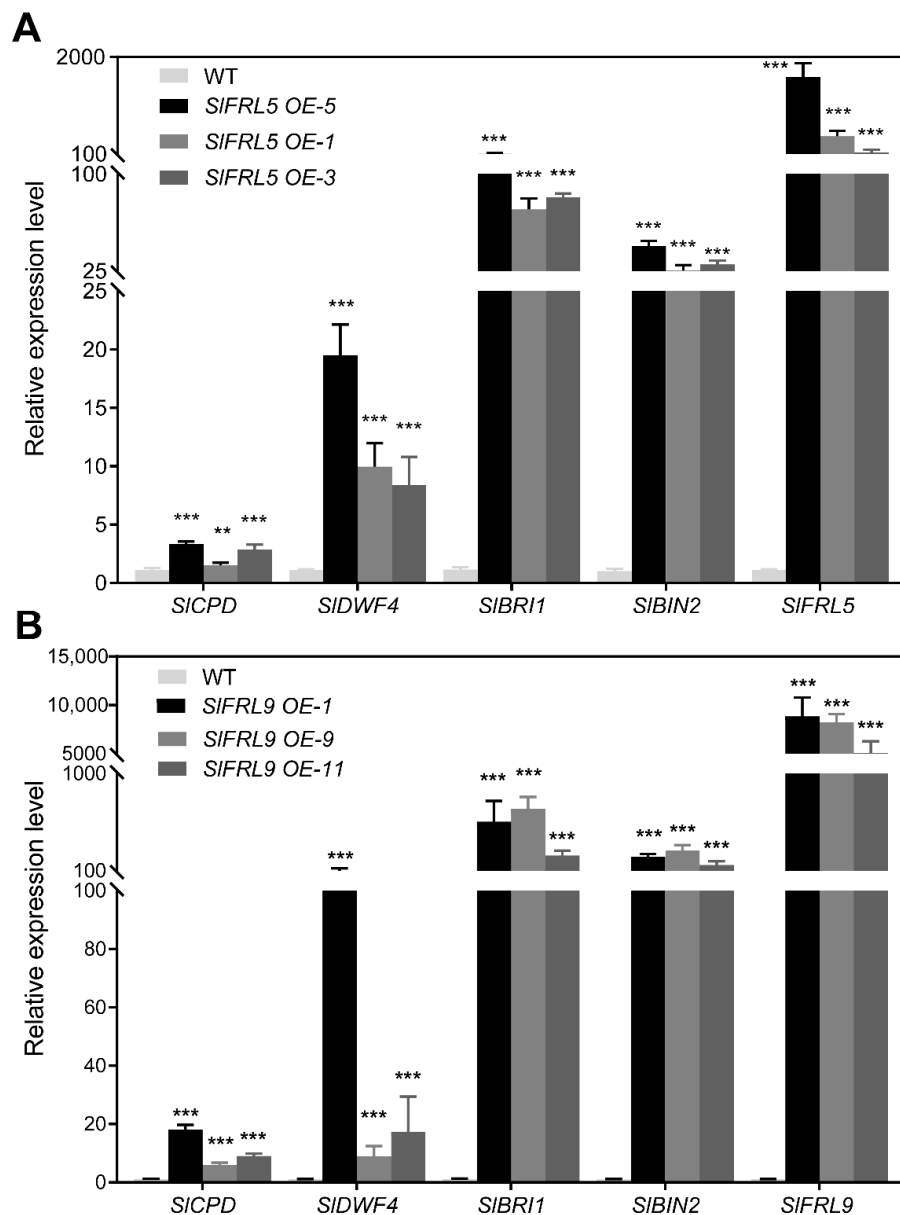 A
2000
100
100
25
25
20
15
10
5
0
Relative expression level
WT
SlFRL5 OE-5
SlFRL5 OE-1
SlFRL5 OE-3
*** ** ***
*** *** ***
*** *** ***
*** *** ***
*** *** ***
SlCPD SlDWF4 SlBRI1 SlBIN2 SlFRL5
B
15,000
10,000
5000
1000
100
100
80
60
40
20
0
Relative expression level
WT
SlFRL9 OE-1
SlFRL9 OE-9
SlFRL9 OE-11
*** *** ***
*** *** ***
*** *** ***
*** *** ***
*** *** ***
SlCPD SlDWF4 SlBRI1 SlBIN2 SlFRL9